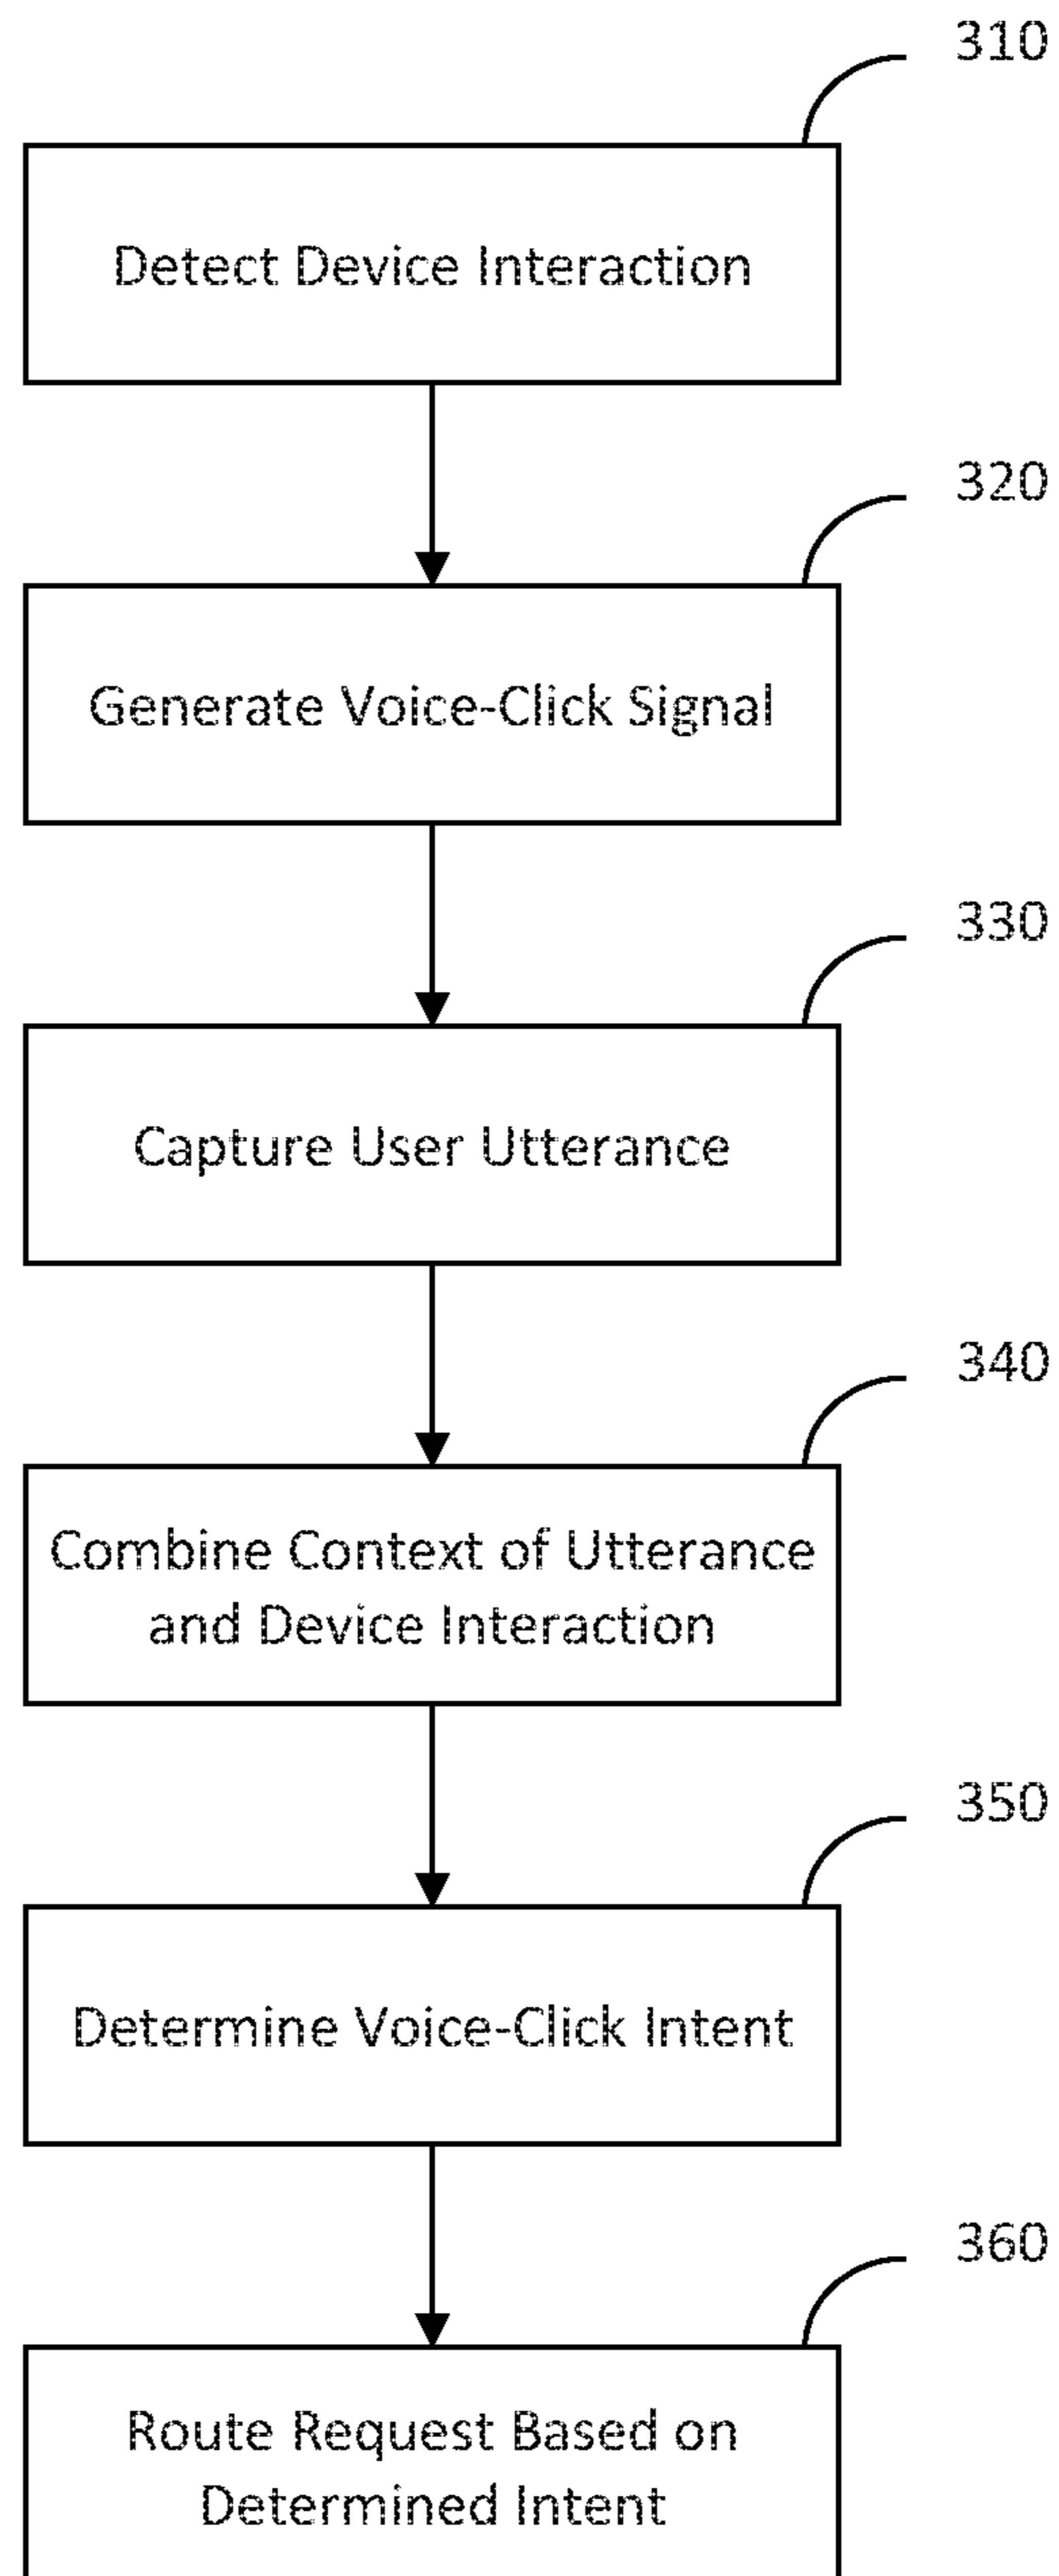 310
Detect Device Interaction
320
Generate Voice-Click Signal
330
Capture User Utterance
340
Combine Context of Utterance
and Device Interaction
350
Determine Voice-Click Intent
360
Route Request Based on
Determined Intent